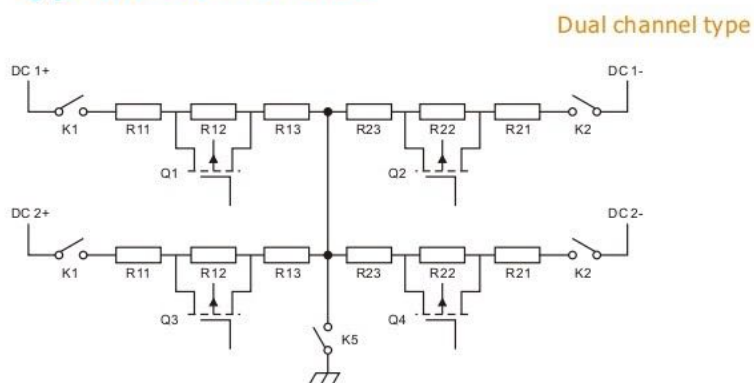 Dual channel type
DC 1+
DC 1-
K1
R11
R12
R13
R23
R22
R21
K2
Q1
Q2
DC 2+
DC 2-
K1
R11
R12
R13
R23
R22
R21
K2
Q3
Q4
K5